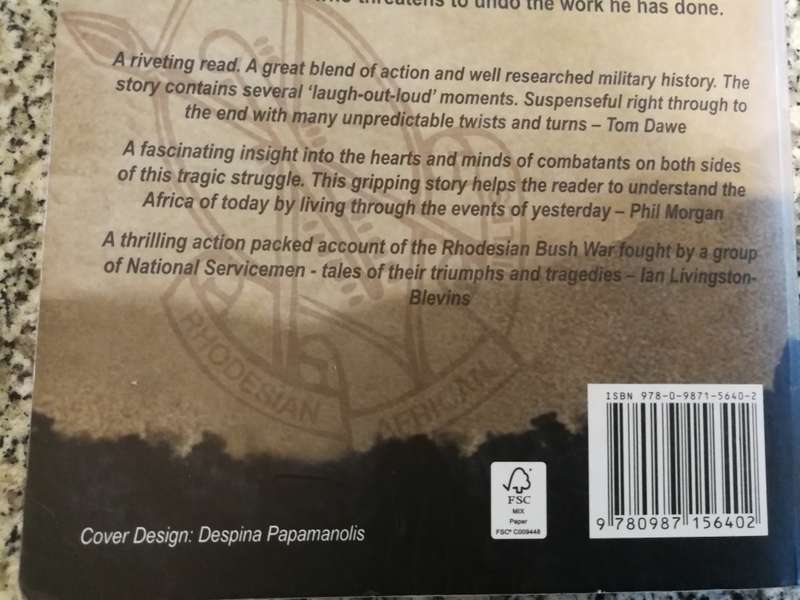 who threatens to undo the work he has done.
A riveting read. A great blend of action and well researched military history. The
story contains several ‘laugh-out-loud’ moments. Suspenseful right through to
the end with many unpredictable twists and turns – Tom Dawe
A fascinating insight into the hearts and minds of combatants on both sides
of this tragic struggle. This gripping story helps the reader to understand the
Africa of today by living through the events of yesterday – Phil Morgan
A thrilling action packed account of the Rhodesian Bush War fought by a group
of National Servicemen - tales of their triumphs and tragedies – Ian Livingston-
Blevins
RHODESIAN AFRICAN
ISBN 978-0-9871-5640-2
FSC
MIX
Paper
FSC® C009448
9 780987 156402
Cover Design: Despina Papamanolis